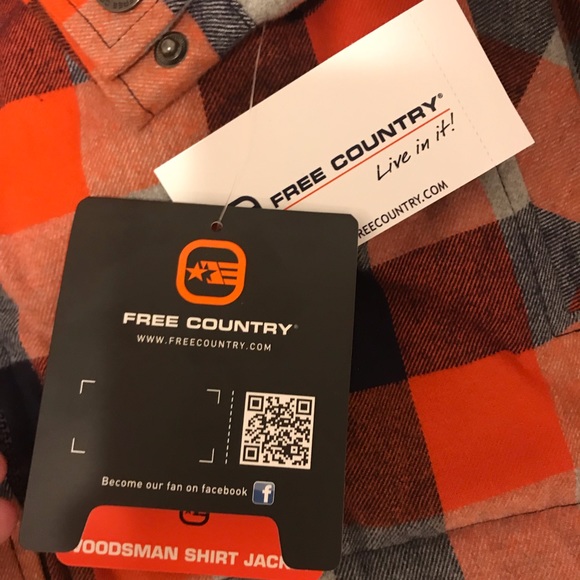 FREE COUNTRY®
Live in it!
FREECOUNTRY.COM
FREE COUNTRY®
WWW.FREECOUNTRY.COM
Become our fan on facebook f
WOODSMAN SHIRT JACK